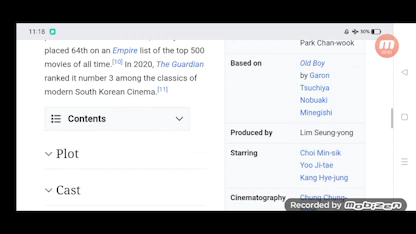 11:18
50%
placed 64th on an Empire list of the top 500
movies of all time.[10] In 2020, The Guardian
ranked it number 3 among the classics of
modern South Korean Cinema.[11]
Contents
Plot
Cast
Park Chan-wook
Based on
Old Boy
by Garon
Tsuchiya
Nobuaki
Minegishi
Produced by
Lim Seung-yong
Starring
Choi Min-sik
Yoo Ji-tae
Kang Hye-jung
Cinematography
Chung Chung-
Recorded by Mobizen